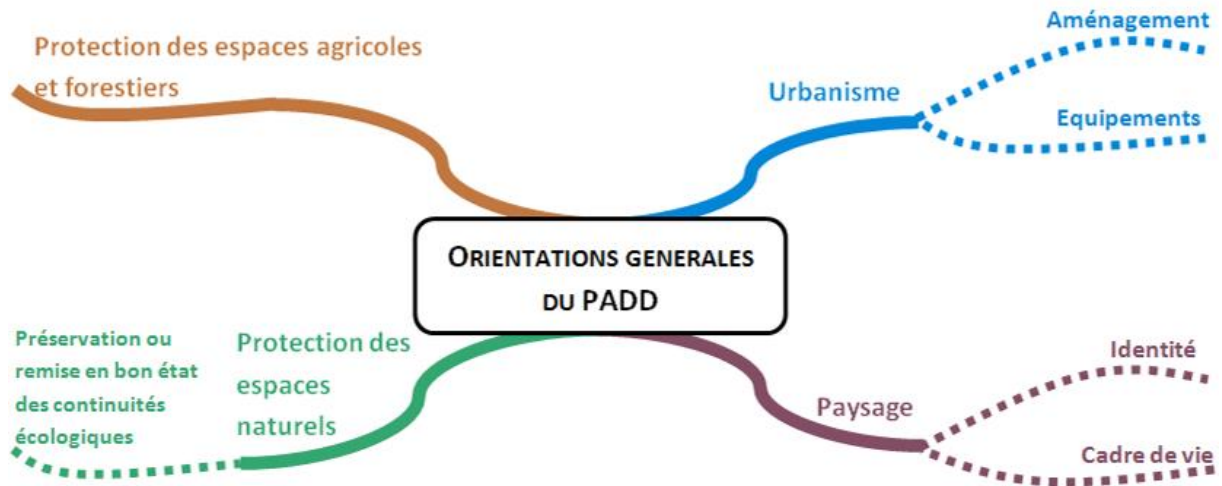 Protection des espaces agricoles
et forestiers
Urbanisme
Aménagement
Equipements
ORIENTATIONS GENERALES
DU PADD
Préservation ou
remise en bon état
des continuités
écologiques
Protection des
espaces
naturels
Paysage
Identité
Cadre de vie